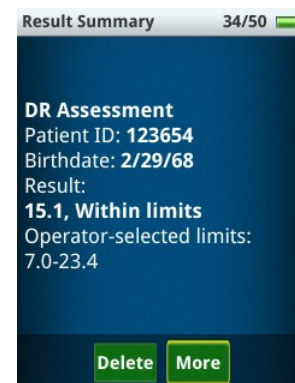 Result Summary 34/50
DR Assessment
Patient ID: 123654
Birthdate: 2/29/68
Result:
15.1, Within limits
Operator-selected limits:
7.0-23.4
Delete More